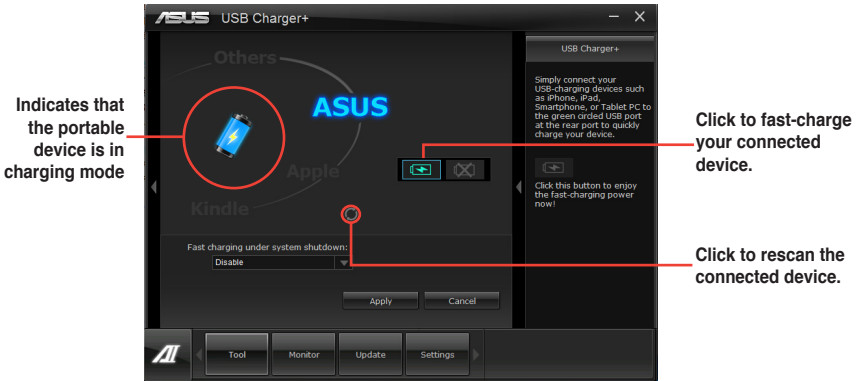 ASUS USB Charger+
Others
ASUS
Apple
Kindle
Fast charging under system shutdown:
Disable
Apply
Cancel
USB Charger+
Simply connect your
USB-charging devices such
as iPhone, iPad,
Smartphone, or Tablet PC to
the green circled USB port
at the rear port to quickly
charge your device.
Click this button to enjoy
the fast-charging power
now!
Tool
Monitor
Update
Settings
Indicates that
the portable
device is in
charging mode
Click to fast-charge
your connected
device.
Click to rescan the
connected device.